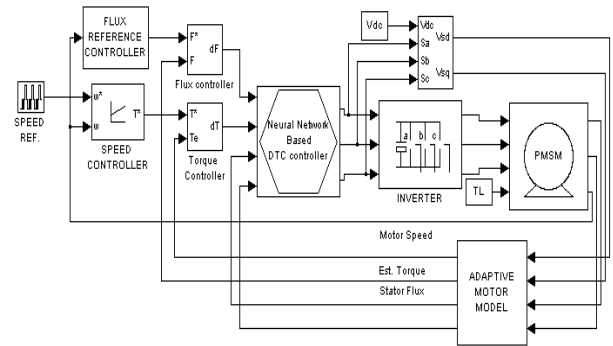 FLUX
REFERENCE
CONTROLLER
F*
F
dF
Flux controller
Vdc
Vdc
Sa
Sb
Sc
Vsd
Vsq
SPEED
REF.
w*
w
T*
SPEED
CONTROLLER
T*
Te
dT
Torque
Controller
Neural Network
Based
DTC controller
a b c
INVERTER
TL
PMSM
Motor Speed
Est. Torque
Stator Flux
ADAPTIVE
MOTOR
MODEL